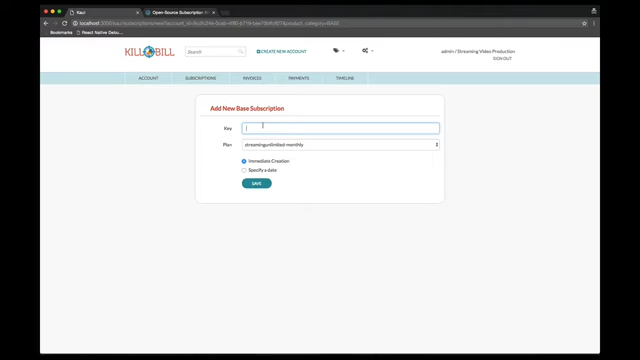 Kaui
Open-Source Subscription
Bookmarks
React Native Debu...
KILL BILL
Search
CREATE NEW ACCOUNT
admin / Streaming Video Production
SIGN OUT
ACCOUNT
SUBSCRIPTIONS
INVOICES
PAYMENTS
TIMELINE
Add New Base Subscription
Key
Plan
streamingunlimited-monthly
Immediate Creation
Specify a date
SAVE